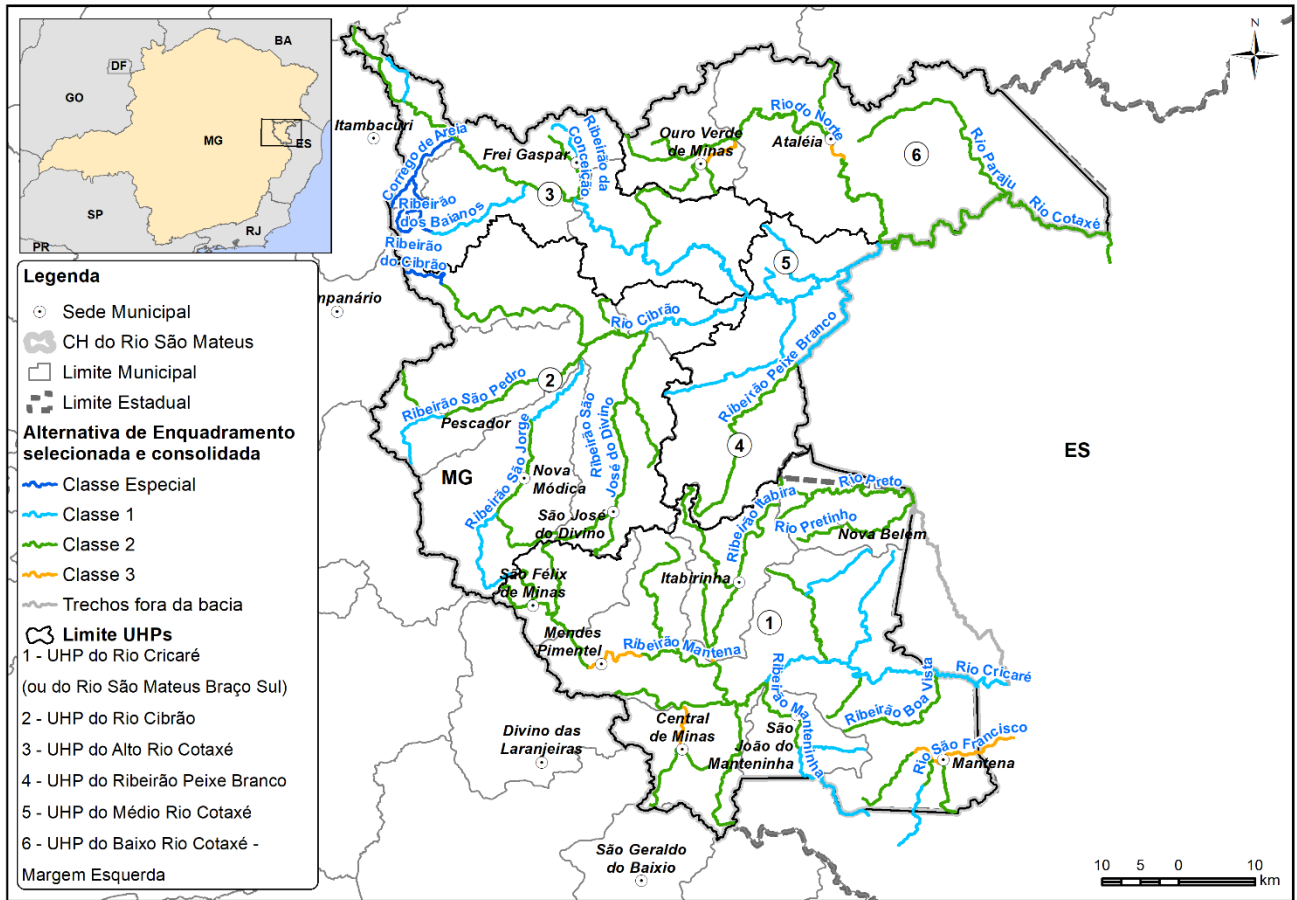 BA
DF
GO
MG
ES
SP
RJ
PR
N
Legenda
Sede Municipal
CH do Rio São Mateus
Limite Municipal
Limite Estadual
Alternativa de Enquadramento
selecionada e consolidada
Classe Especial
Classe 1
Classe 2
Classe 3
Trechos fora da bacia
Limite UHPs
1 - UHP do Rio Cricaré
(ou do Rio São Mateus Braço Sul)
2 - UHP do Rio Cibrão
3 - UHP do Alto Rio Cotaxé
4 - UHP do Ribeirão Peixe Branco
5 - UHP do Médio Rio Cotaxé
6 - UHP do Baixo Rio Cotaxé -
Margem Esquerda
Itambacuri
Corrego de Areia
Frei Gaspar
Ribeirão da
Conceição
Ouro Verde
de Minas
Rio do Norte
Ataléia
6
Rio Paraju
Rio Cotaxé
3
Ribeirão
dos Baianos
Ribeirão
do Cibrão
mpanário
5
Rio Cibrão
Ribeirão Peixe Branco
2
Ribeirão São Pedro
Pescador
Ribeirão São Jorge
Ribeirão São
José do Divino
4
MG
ES
Nova
Módica
São José
do Divino
Ribeirão Itabira
Rio Preto
Rio Pretinho
Nova Belém
São Félix
de Minas
Itabirinha
1
Mendes
Pimentel
Ribeirão Mantena
Rio Cricaré
Ribeirão Manteninha
Ribeirão Boa Vista
Central
de Minas
São
João do
Manteninha
Rio São Francisco
Mantena
Divino das
Laranjeiras
São Geraldo
do Baixio
10 5 0 10
km